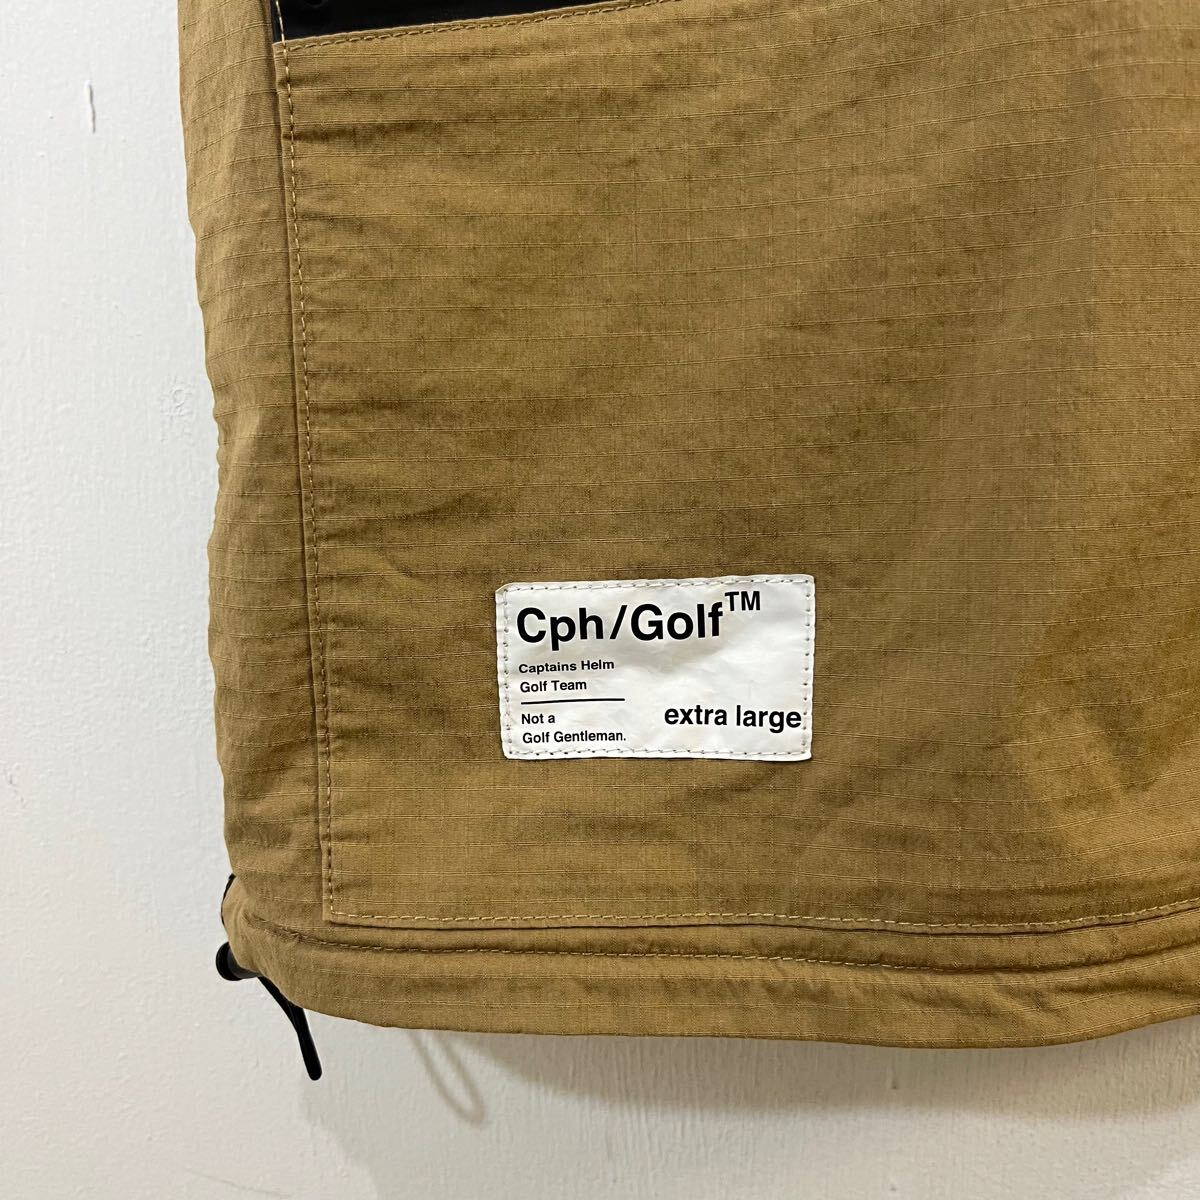 Cph/Golf™
Captains Helm
Golf Team
Not a
Golf Gentleman.
extra large